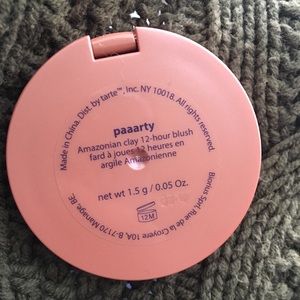 Made in China. Dist. by tarte™, Inc. NY 10018. All rights reserved.
paaarty
Amazonian clay 12-hour blush
fard à joues 12 heures en
argile Amazonienne
net wt 1.5 g / 0.05 Oz.
12M
Bionius Sprl, Rue de la Croyere 10A, B-7170 Manage BE.